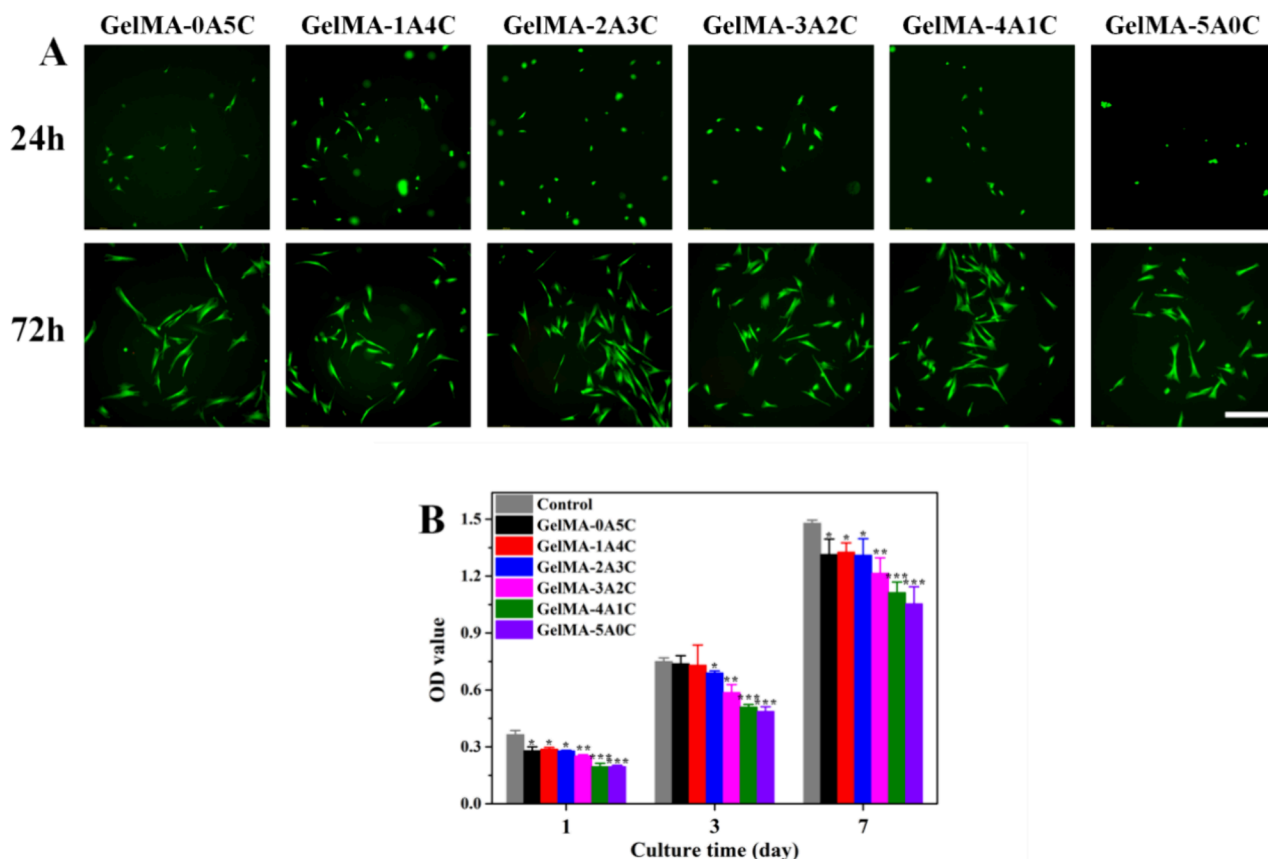 GelMA-0A5C GelMA-1A4C GelMA-2A3C GelMA-3A2C GelMA-4A1C GelMA-5A0C
A
24h
72h
B
Control
GelMA-0A5C
GelMA-1A4C
GelMA-2A3C
GelMA-3A2C
GelMA-4A1C
GelMA-5A0C
OD value
1.5
1.2
0.9
0.6
0.3
0.0
* * * ** *** ***
* ** *** ***
* * * ** *** ***
1 3 7
Culture time (day)